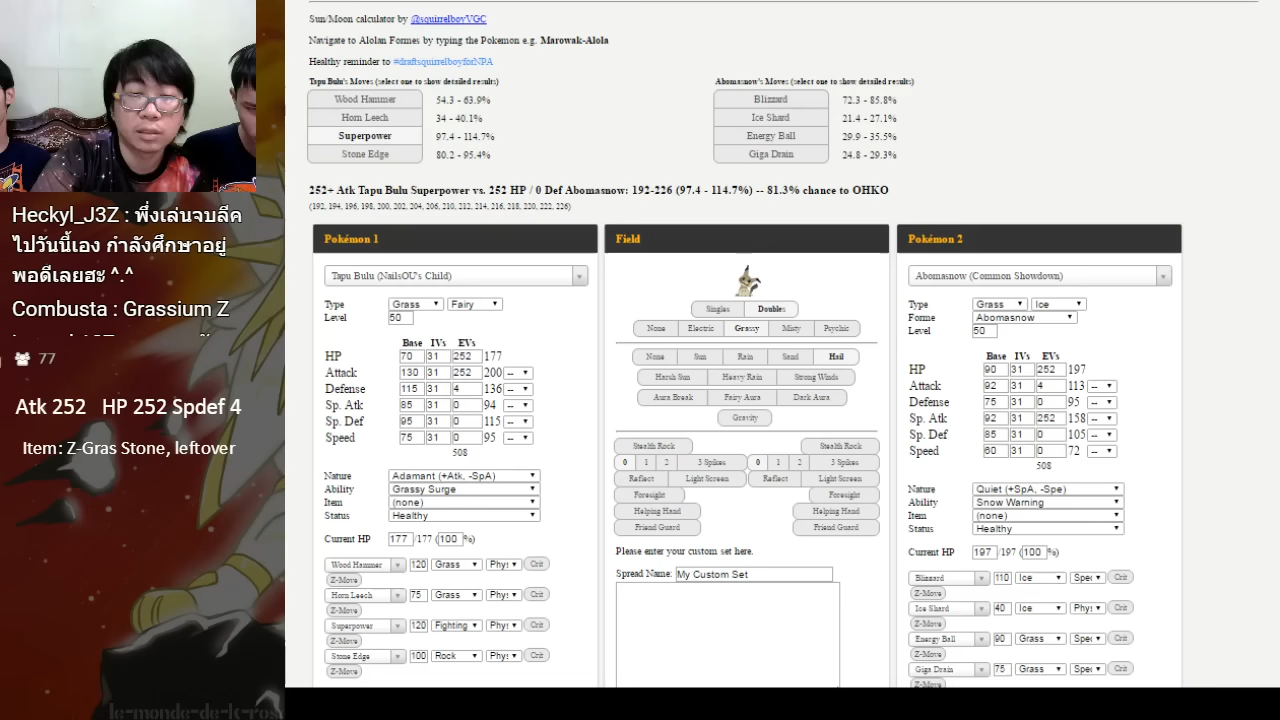 Sun/Moon calculator by @squirrelboyVGC
Navigate to Alolan Formes by typing the Pokemon e.g. Marowak-Alola
Healthy reminder to #draftsquirrelboyforNPA
Tapu Bulu's Moves (select one to show detailed results)
Wood Hammer 54.3 - 63.9%
Horn Leech 34 - 40.1%
Superpower 97.4 - 114.7%
Stone Edge 80.2 - 95.4%
Abomasnow's Moves (select one to show detailed results)
Blizzard 72.3 - 85.8%
Ice Shard 21.4 - 27.1%
Energy Ball 29.9 - 35.5%
Giga Drain 24.8 - 29.3%
252+ Atk Tapu Bulu Superpower vs. 252 HP / 0 Def Abomasnow: 192-226 (97.4 - 114.7%) -- 81.3% chance to OHKO
(192, 194, 196, 198, 200, 202, 204, 206, 210, 212, 214, 216, 218, 220, 222, 226)
Heckyl_J3Z : พึ่งเล่นจบลีค
ไปวันนี้เอง กำลังศึกษาอยู่
พอดีเลยฮะ ^.^
Combusta : Grassium Z
77
Atk 252 HP 252 Spdef 4
Item: Z-Gras Stone, leftover
Pokémon 1
Tapu Bulu (NailsOU's Child)
Type Grass Fairy
Level 50
Base IVs EVs
HP 70 31 252 177
Attack 130 31 252 200 --
Defense 115 31 4 136 --
Sp. Atk 85 31 0 94 --
Sp. Def 95 31 0 115 --
Speed 75 31 0 95 --
508
Nature Adamant (+Atk, -SpA)
Ability Grassy Surge
Item (none)
Status Healthy
Current HP 177 /177 (100 %)
Wood Hammer 120 Grass Phys Crit
Z-Move
Horn Leech 75 Grass Phys Crit
Z-Move
Superpower 120 Fighting Phys Crit
Z-Move
Stone Edge 100 Rock Phys Crit
Z-Move
Field
Singles Doubles
None Electric Grassy Misty Psychic
None Sun Rain Sand Hail
Harsh Sun Heavy Rain Strong Winds
Aura Break Fairy Aura Dark Aura
Gravity
Stealth Rock Stealth Rock
0 1 2 3 Spikes 0 1 2 3 Spikes
Reflect Light Screen Reflect Light Screen
Foresight Foresight
Helping Hand Helping Hand
Friend Guard Friend Guard
Please enter your custom set here.
Spread Name: My Custom Set
Pokémon 2
Abomasnow (Common Showdown)
Type Grass Ice
Forme Abomasnow
Level 50
Base IVs EVs
HP 90 31 252 197
Attack 92 31 4 113 --
Defense 75 31 0 95 --
Sp. Atk 92 31 252 158 --
Sp. Def 85 31 0 105 --
Speed 60 31 0 72 --
508
Nature Quiet (+SpA, -Spe)
Ability Snow Warning
Item (none)
Status Healthy
Current HP 197 /197 (100 %)
Blizzard 110 Ice Spec Crit
Z-Move
Ice Shard 40 Ice Phys Crit
Z-Move
Energy Ball 90 Grass Spec Crit
Z-Move
Giga Drain 75 Grass Spec Crit
Z-Move
le-monde-de-k-ros